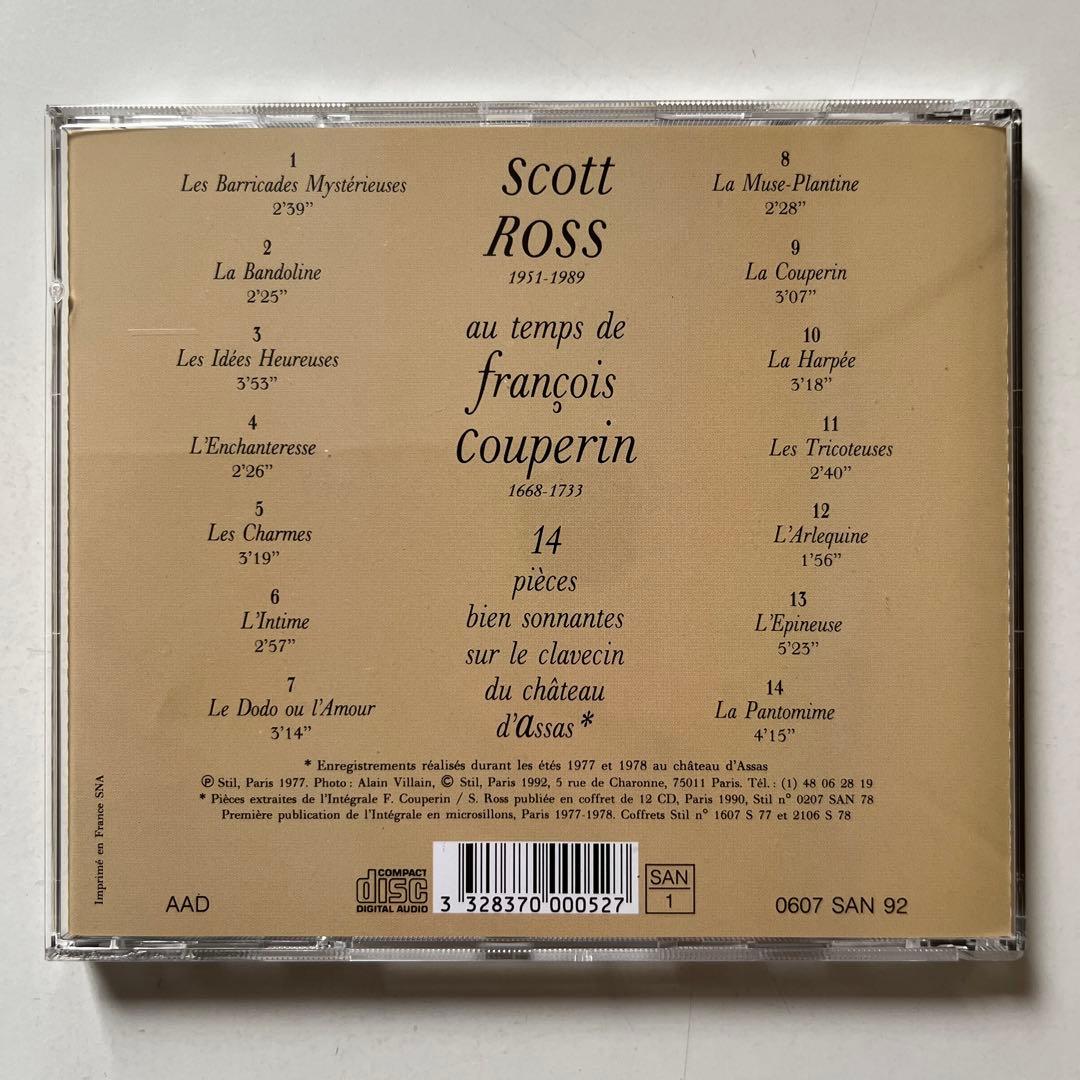 1
Les Barricades Mystérieuses
2'39"
2
La Bandoline
2'25"
3
Les Idées Heureuses
3'53"
4
L'Enchanteresse
2'26"
5
Les Charmes
3'19"
6
L'Intime
2'57"
7
Le Dodo ou l'Amour
3'14"
scott
ROSS
1951-1989
au temps de
françois
couperin
1668-1733
14
pièces
bien sonnantes
sur le clavecin
du château
d'assas*
8
La Muse-Plantine
2'28"
9
La Couperin
3'07"
10
La Harpée
3'18"
11
Les Tricoteuses
2'40"
12
L'Arlequine
1'56"
13
L'Epineuse
5'23"
14
La Pantomime
4'15"
* Enregistrements réalisés durant les étés 1977 et 1978 au château d'Assas
℗ Stil, Paris 1977. Photo : Alain Villain, © Stil, Paris 1992, 5 rue de Charonne, 75011 Paris. Tél. : (1) 48 06 28 19
* Pièces extraites de l'Intégrale F. Couperin / S. Ross publiée en coffret de 12 CD, Paris 1990, Stil n° 0207 SAN 78
Première publication de l'Intégrale en microsillons, Paris 1977-1978. Coffrets Stil n° 1607 S 77 et 2106 S 78
Imprimé en France SNA
AAD
COMPACT
disc
DIGITAL AUDIO
3 328370 000527
SAN
1
0607 SAN 92